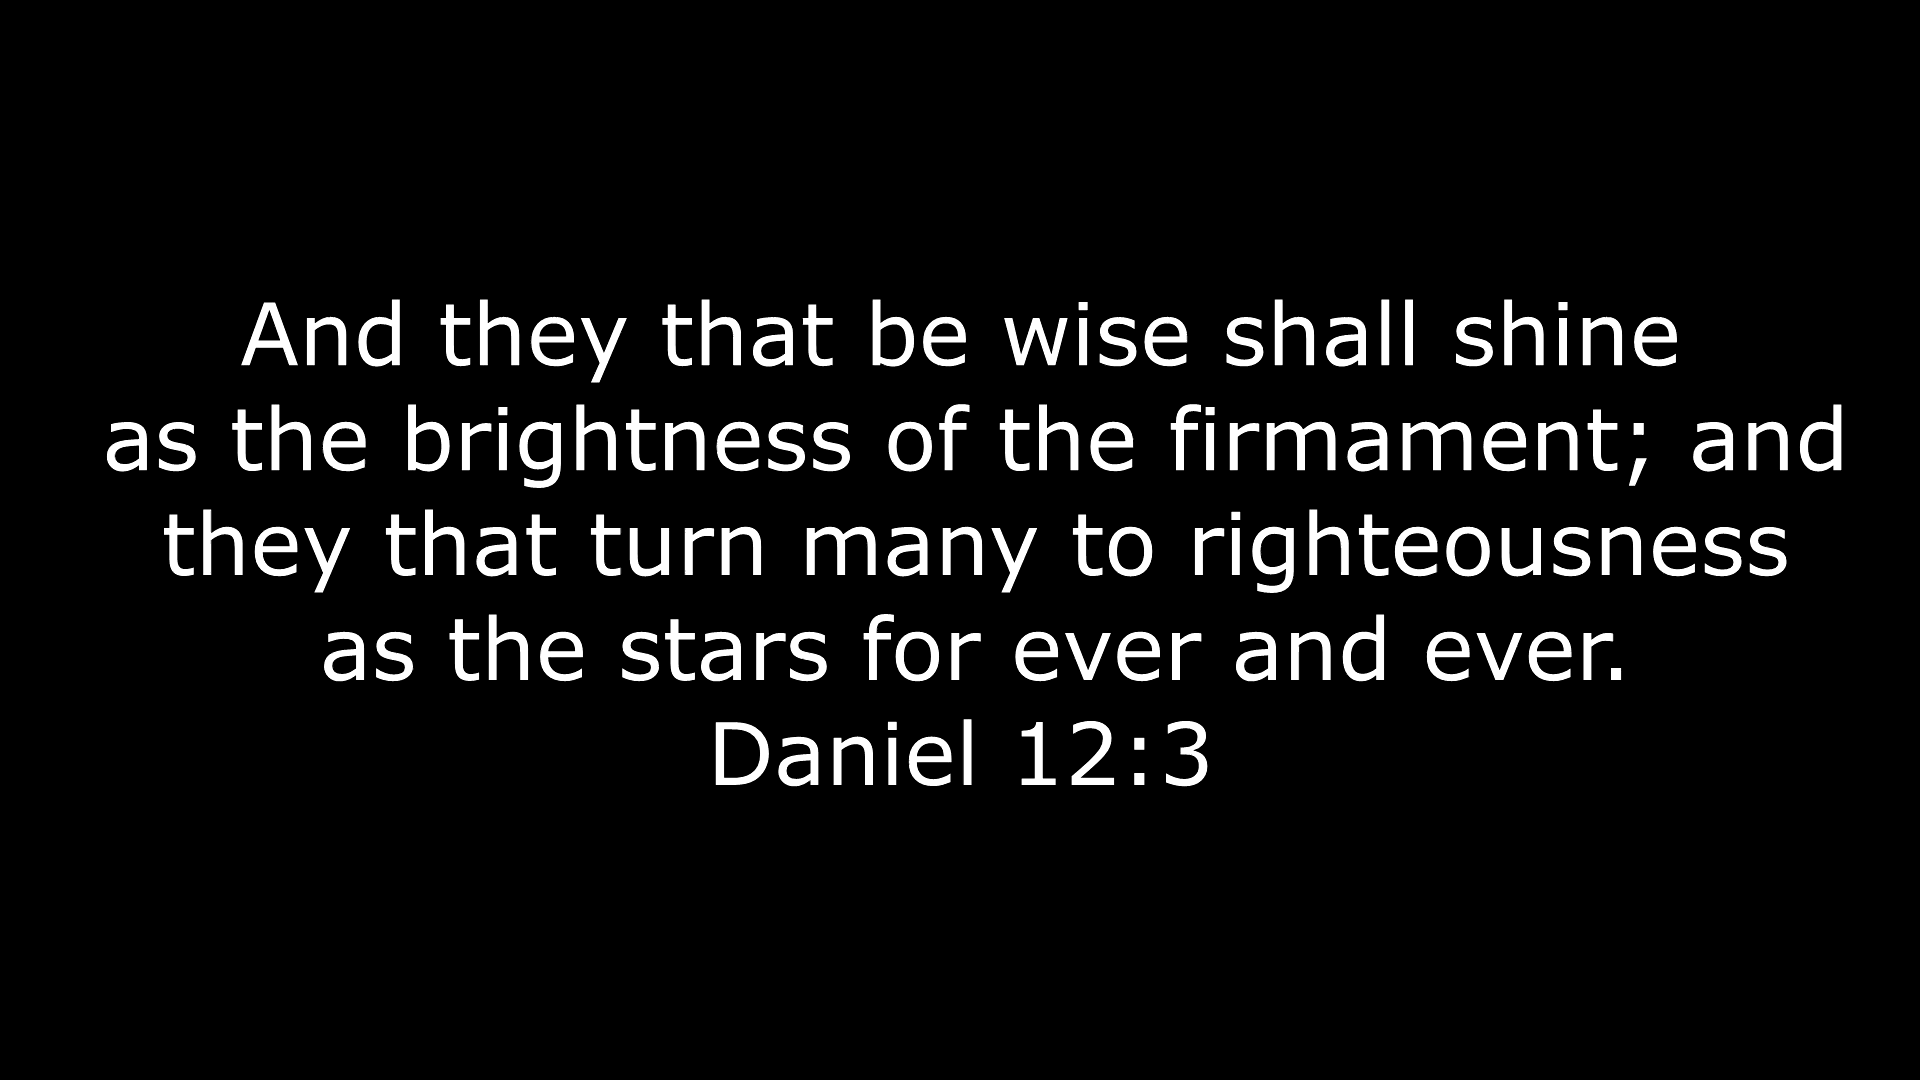 And they that be wise shall shine
as the brightness of the firmament; and
they that turn many to righteousness
as the stars for ever and ever.
Daniel 12:3